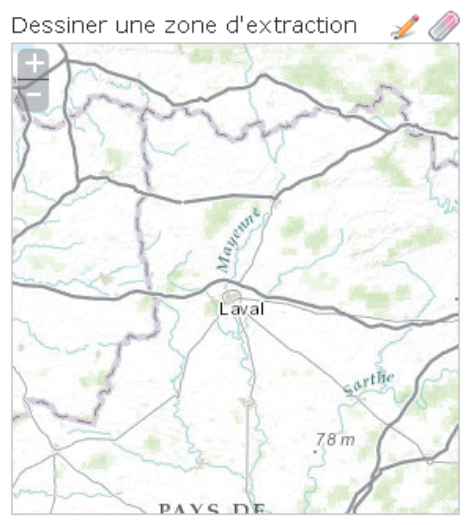 Dessiner une zone d'extraction
+
−
Mayenne
Laval
Sarthe
78 m
PAYS DE